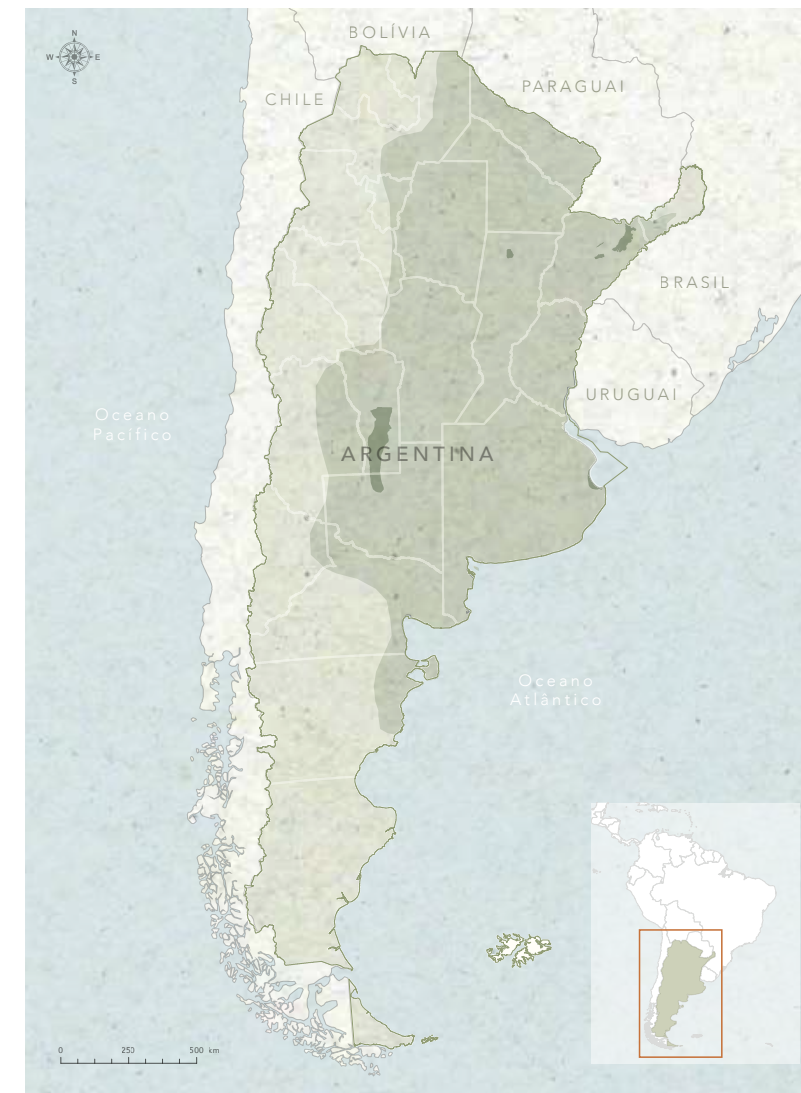 N
W E
S
BOLÍVIA
PARAGUAI
CHILE
BRASIL
URUGUAI
Oceano
Pacífico
ARGENTINA
Oceano
Atlântico
0 250 500 km